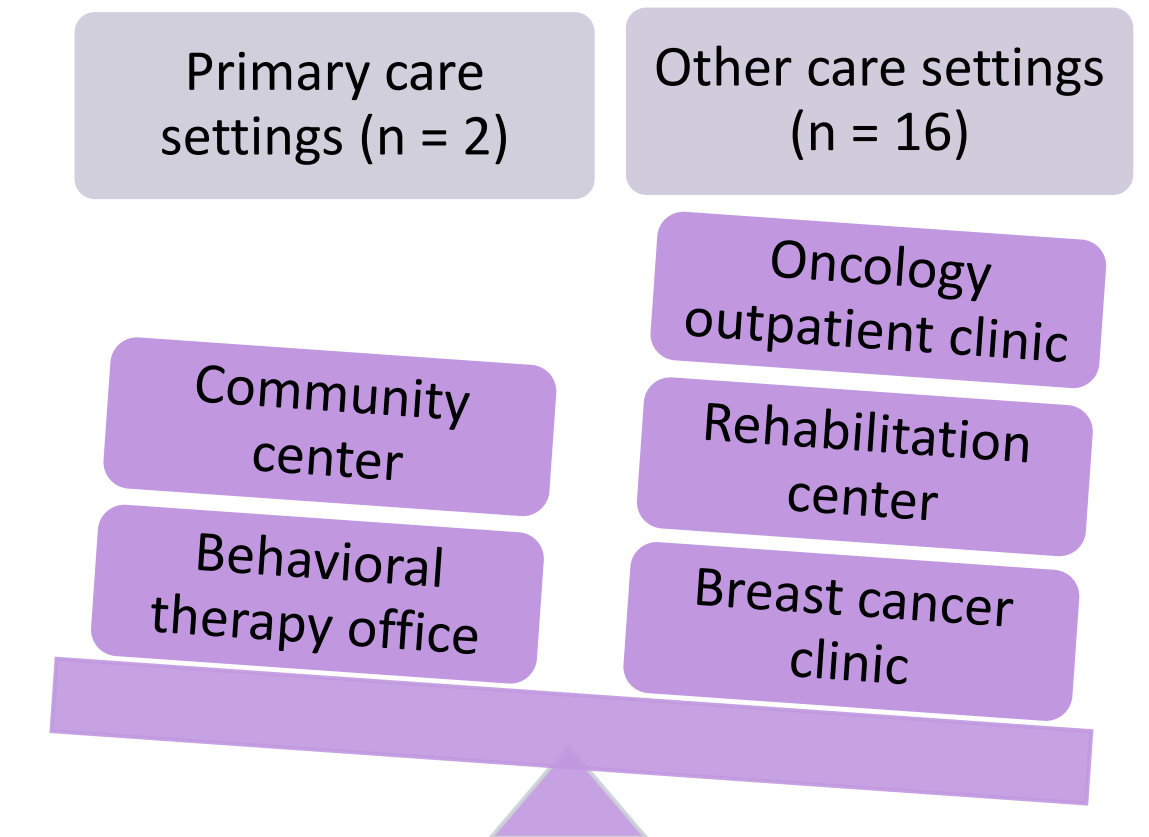 Primary care
settings (n = 2)
Other care settings
(n = 16)
Community
center
Behavioral
therapy office
Oncology
outpatient clinic
Rehabilitation
center
Breast cancer
clinic